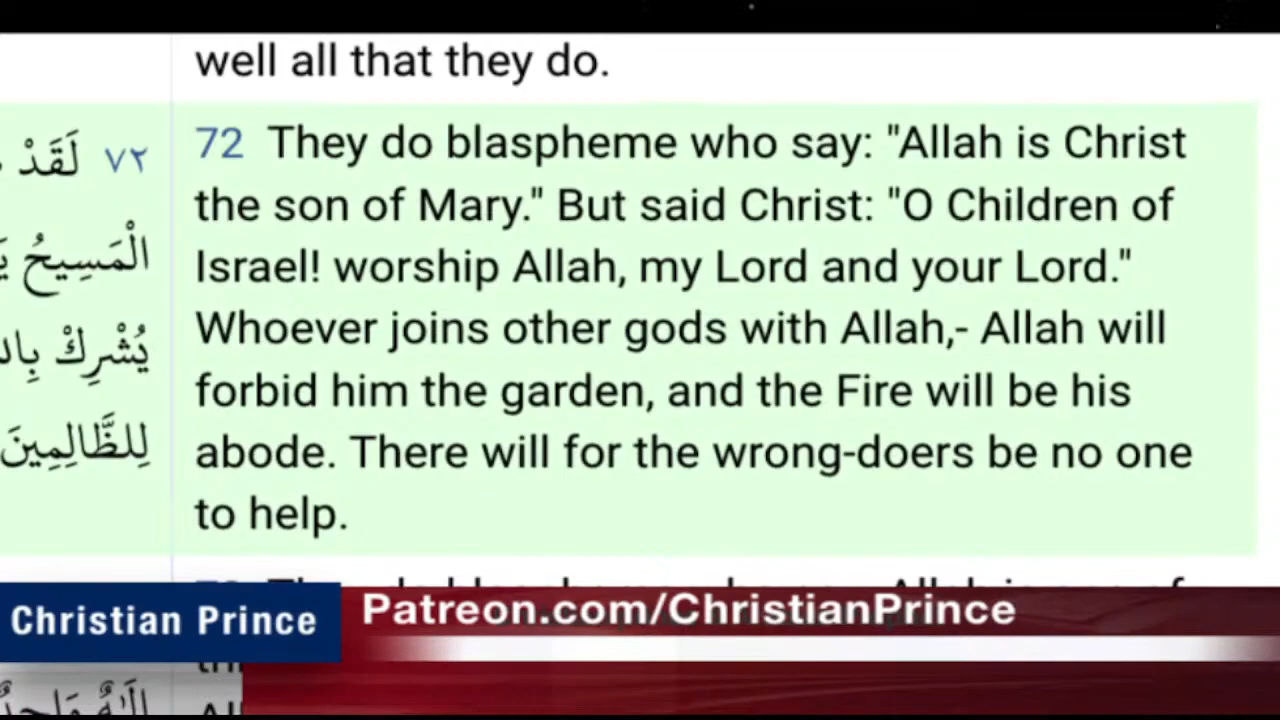 well all that they do.
72 They do blaspheme who say: "Allah is Christ
the son of Mary." But said Christ: "O Children of
Israel! worship Allah, my Lord and your Lord."
Whoever joins other gods with Allah,- Allah will
forbid him the garden, and the Fire will be his
abode. There will for the wrong-doers be no one
to help.
٧٢ لَقَدْ
الْمَسِيحُ
يُشْرِكْ
لِلظَّالِمِينَ
Christian Prince
Patreon.com/ChristianPrince